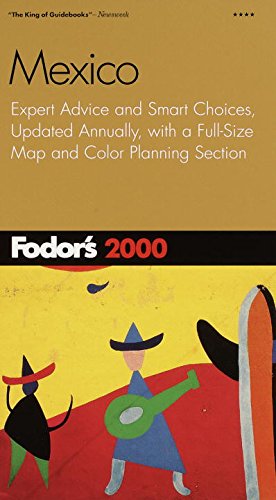 "The King of Guidebooks"—Newsweek
****
Mexico
Expert Advice and Smart Choices,
Updated Annually, with a Full-Size
Map and Color Planning Section
Fodor's 2000